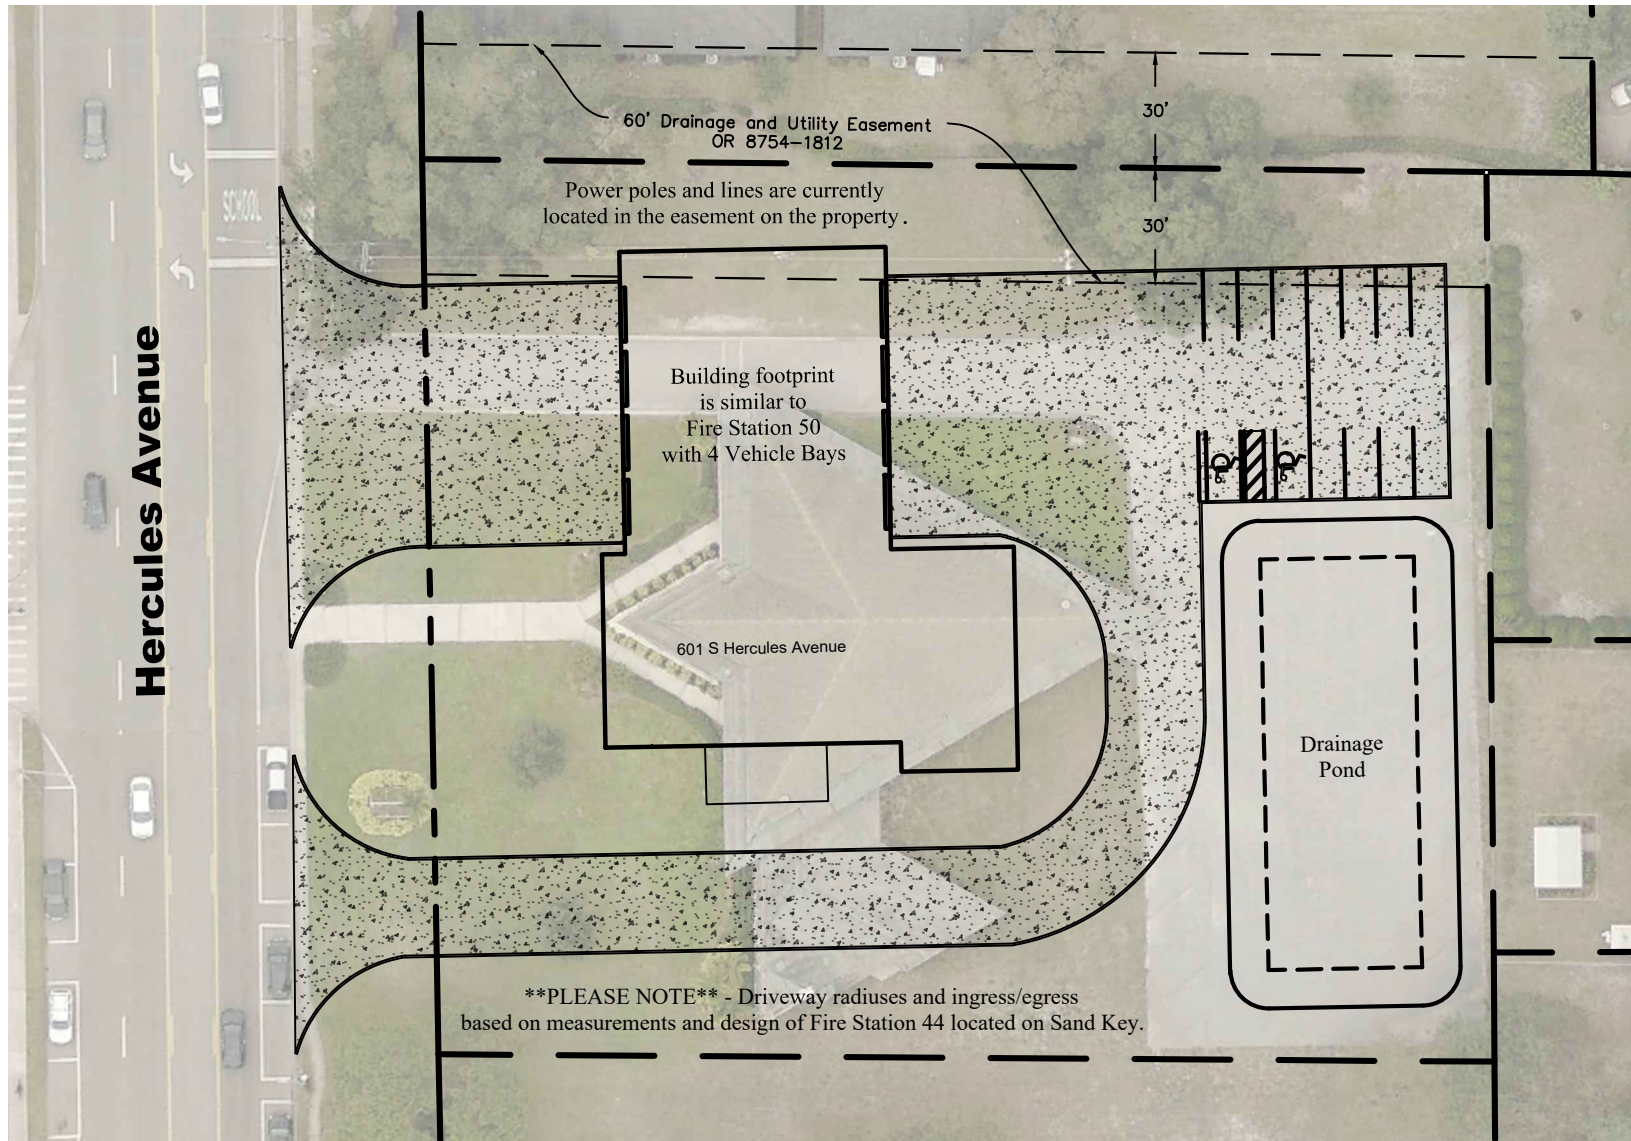 60' Drainage and Utility Easement
OR 8754-1812
30'
Power poles and lines are currently
located in the easement on the property.
30'
SCHOOL
Hercules Avenue
Building footprint
is similar to
Fire Station 50
with 4 Vehicle Bays
601 S Hercules Avenue
Drainage
Pond
**PLEASE NOTE** - Driveway radiuses and ingress/egress
based on measurements and design of Fire Station 44 located on Sand Key.